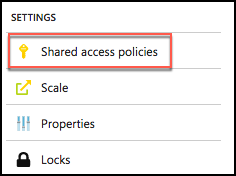 SETTINGS
Shared access policies
Scale
Properties
Locks